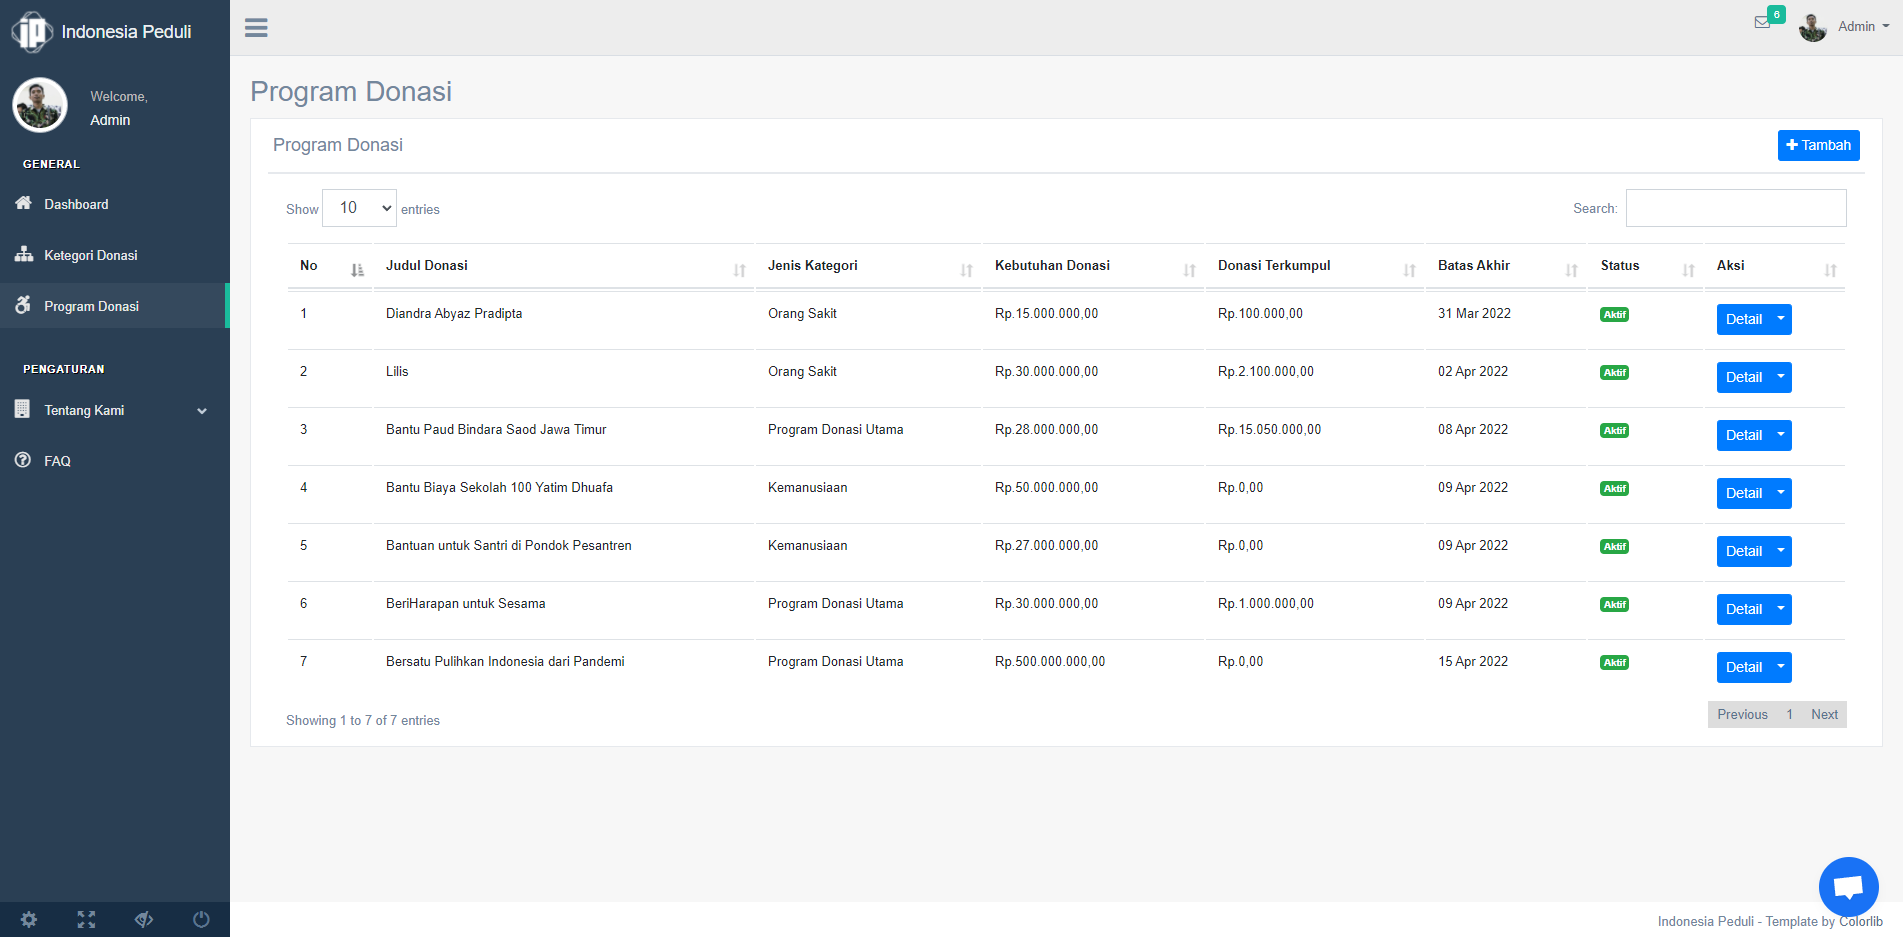 Indonesia Peduli
6
Admin
Welcome,
Admin
GENERAL
Dashboard
Ketegori Donasi
Program Donasi
PENGATURAN
Tentang Kami
FAQ
Program Donasi
Program Donasi
Tambah
Show 10 entries
Search:
No Judul Donasi Jenis Kategori Kebutuhan Donasi Donasi Terkumpul Batas Akhir Status Aksi
1 Diandra Abyaz Pradipta Orang Sakit Rp.15.000.000,00 Rp.100.000,00 31 Mar 2022 Aktif Detail
2 Lilis Orang Sakit Rp.30.000.000,00 Rp.2.100.000,00 02 Apr 2022 Aktif Detail
3 Bantu Paud Bindara Saod Jawa Timur Program Donasi Utama Rp.28.000.000,00 Rp.15.050.000,00 08 Apr 2022 Aktif Detail
4 Bantu Biaya Sekolah 100 Yatim Dhuafa Kemanusiaan Rp.50.000.000,00 Rp.0,00 09 Apr 2022 Aktif Detail
5 Bantuan untuk Santri di Pondok Pesantren Kemanusiaan Rp.27.000.000,00 Rp.0,00 09 Apr 2022 Aktif Detail
6 BeriHarapan untuk Sesama Program Donasi Utama Rp.30.000.000,00 Rp.1.000.000,00 09 Apr 2022 Aktif Detail
7 Bersatu Pulihkan Indonesia dari Pandemi Program Donasi Utama Rp.500.000.000,00 Rp.0,00 15 Apr 2022 Aktif Detail
Showing 1 to 7 of 7 entries
Previous 1 Next
Indonesia Peduli - Template by Colorlib